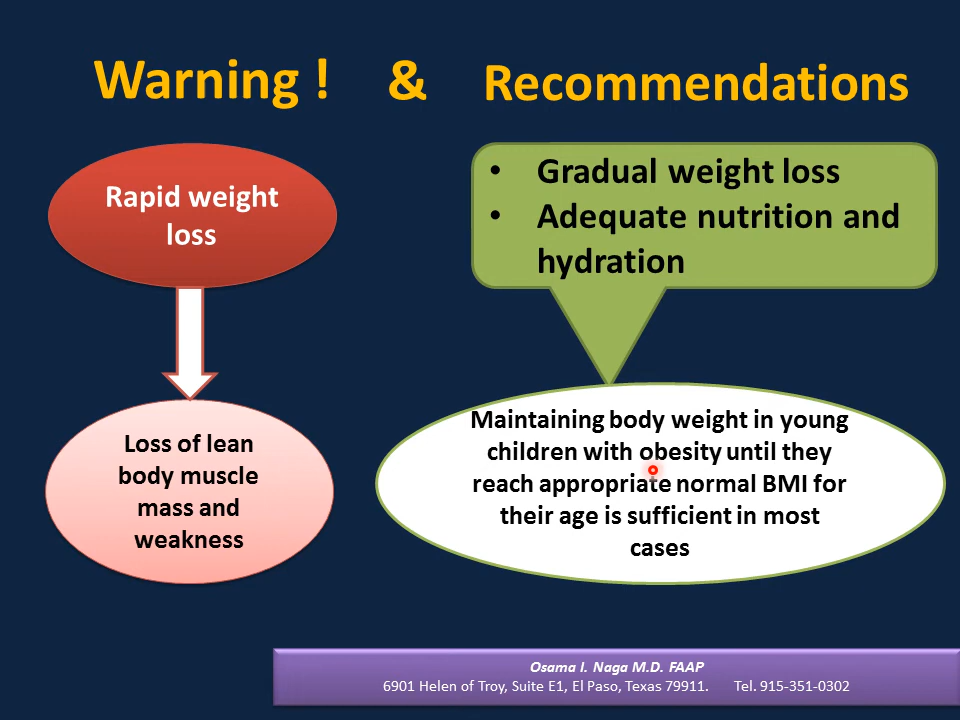 Warning ! & Recommendations
Rapid weight
loss
Loss of lean
body muscle
mass and
weakness
• Gradual weight loss
• Adequate nutrition and
hydration
Maintaining body weight in young
children with obesity until they
reach appropriate normal BMI for
their age is sufficient in most
cases
Osama I. Naga M.D. FAAP
6901 Helen of Troy, Suite E1, El Paso, Texas 79911. Tel. 915-351-0302